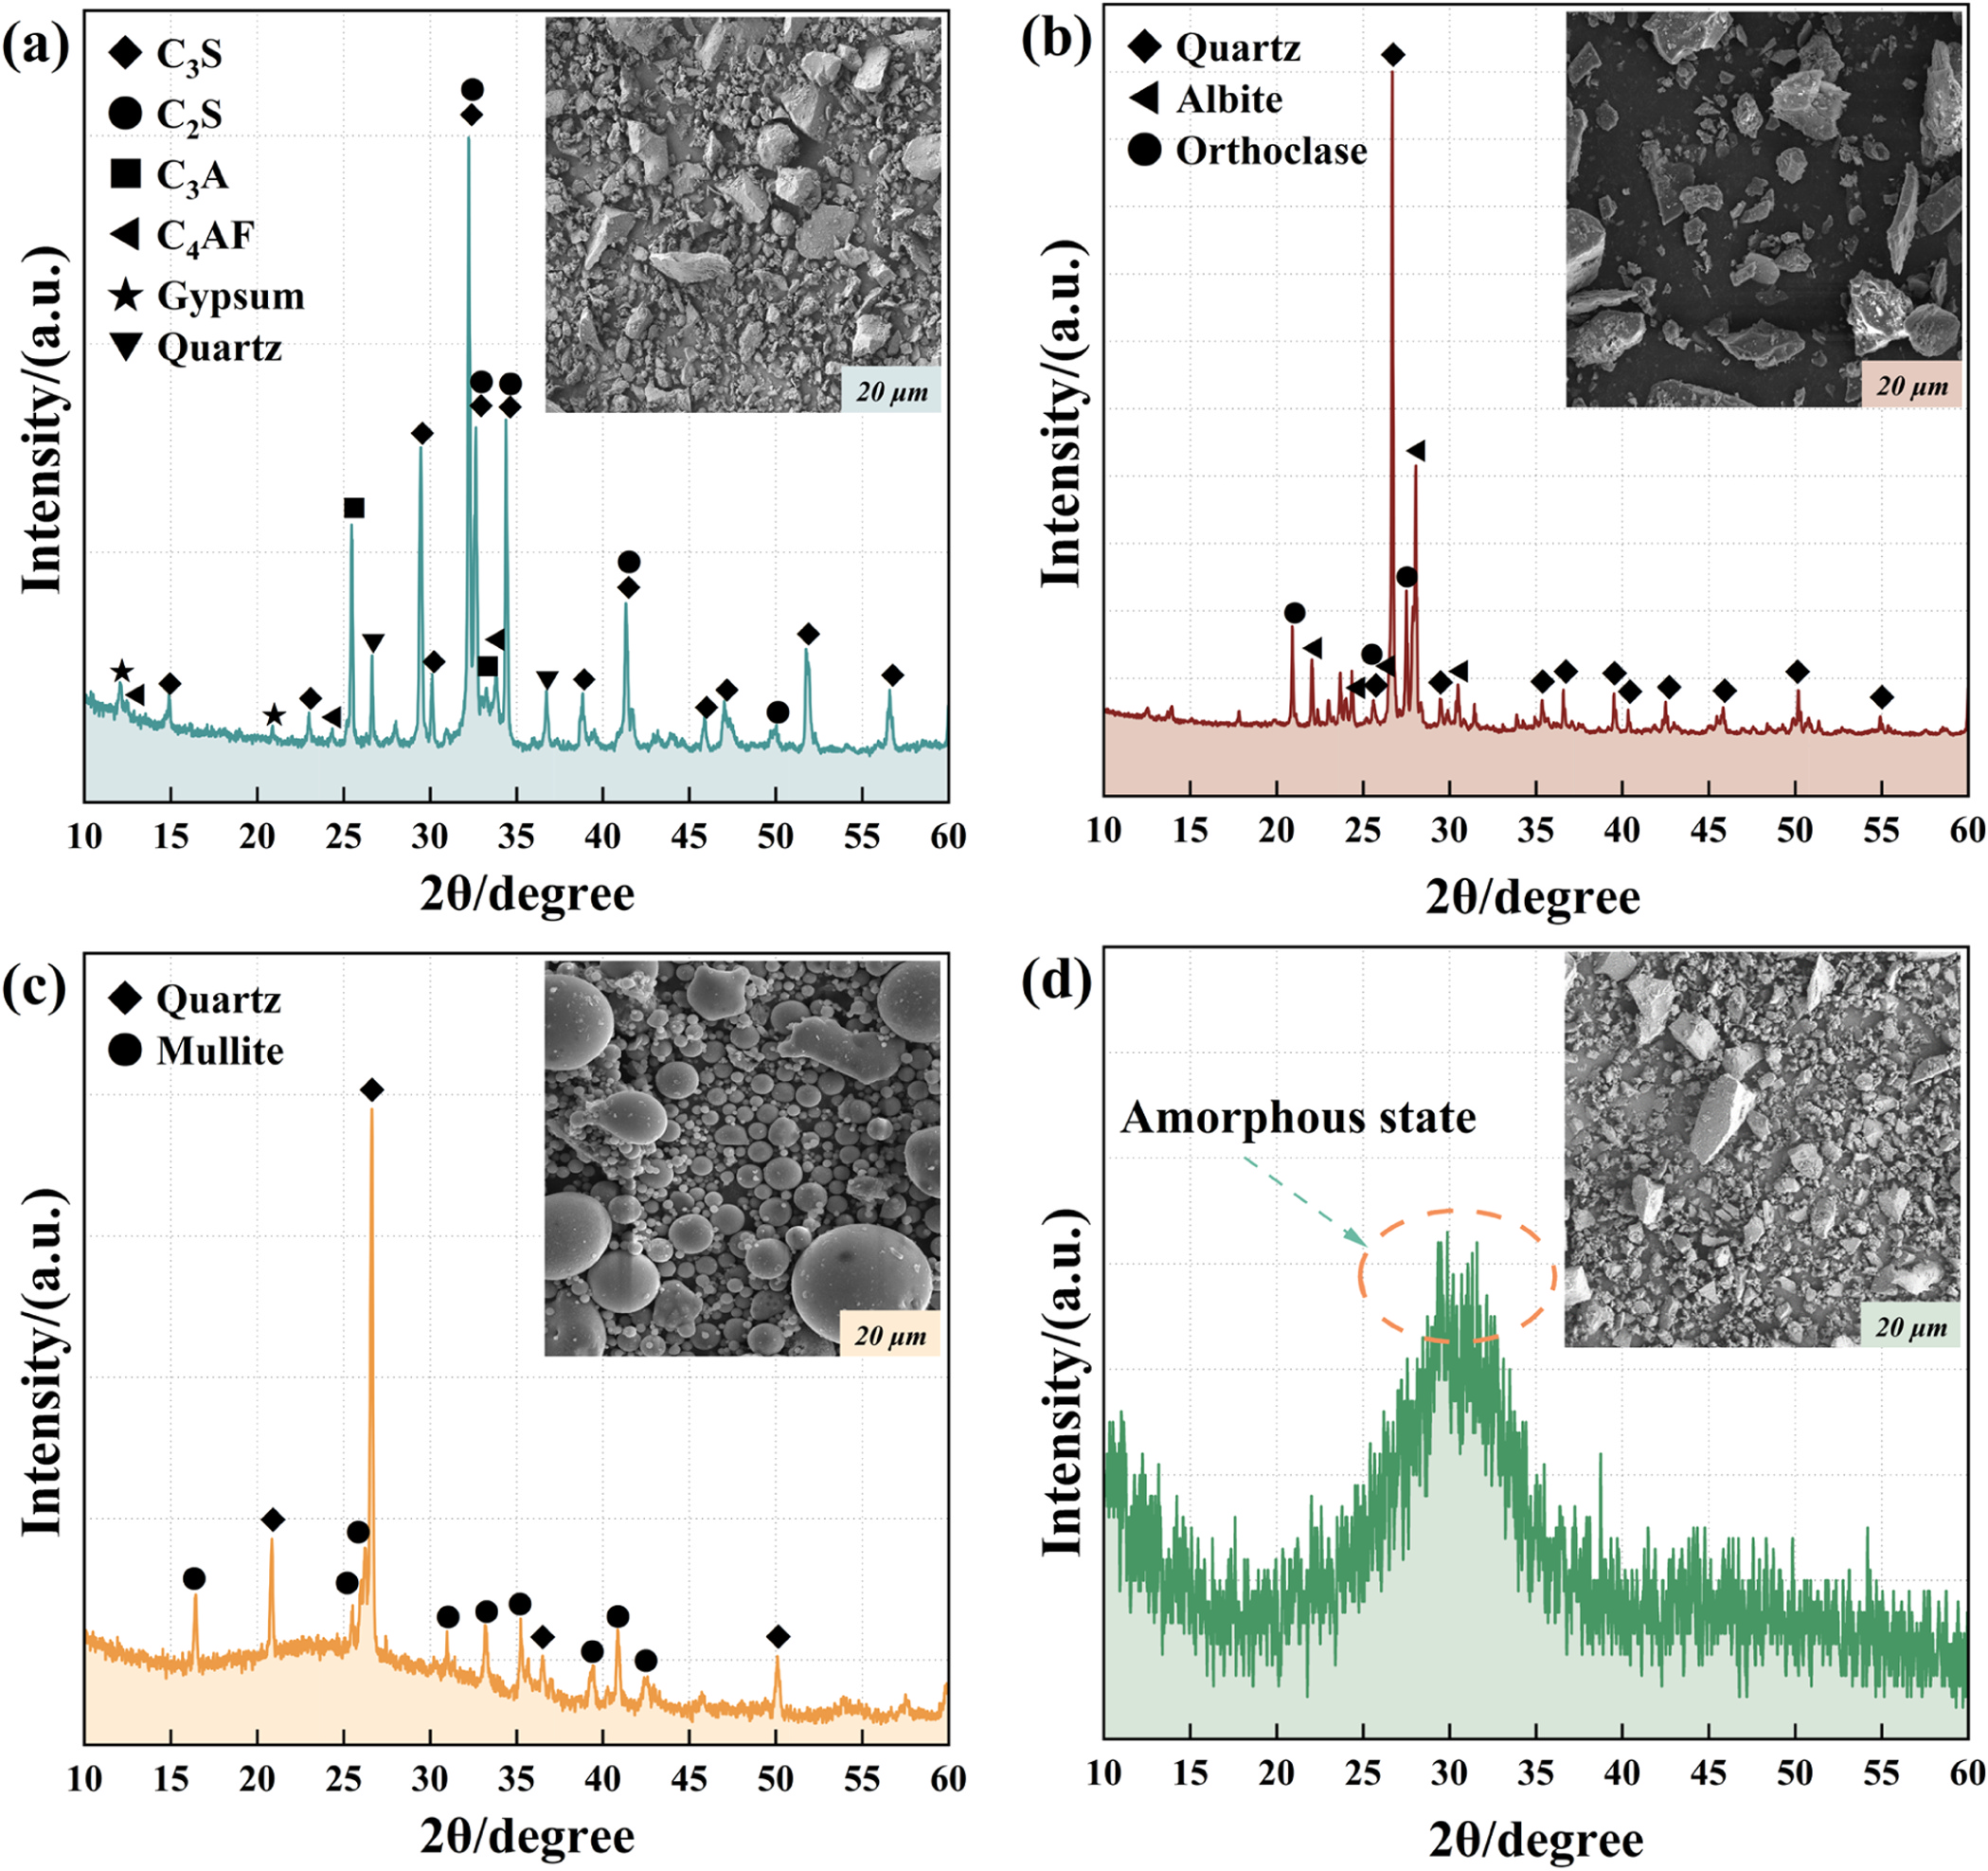 (a)
C₃S
C₂S
C₃A
C₄AF
Gypsum
Quartz
20 μm
Intensity/(a.u.)
10 15 20 25 30 35 40 45 50 55 60
2θ/degree
(b)
Quartz
Albite
Orthoclase
20 μm
Intensity/(a.u.)
10 15 20 25 30 35 40 45 50 55 60
2θ/degree
(c)
Quartz
Mullite
20 μm
Intensity/(a.u.)
10 15 20 25 30 35 40 45 50 55 60
2θ/degree
(d)
Amorphous state
20 μm
Intensity/(a.u.)
10 15 20 25 30 35 40 45 50 55 60
2θ/degree